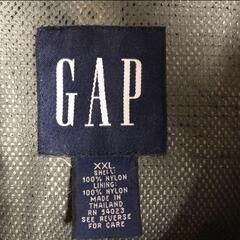 GAP
XXL
SHELL:
100% NYLON
LINING:
100% NYLON
MADE IN
THAILAND
RN 54023
SEE REVERSE
FOR CARE